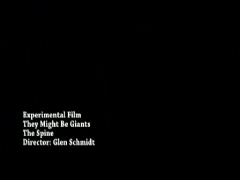 Experimental Film
They Might Be Giants
The Spine
Director: Glen Schmidt